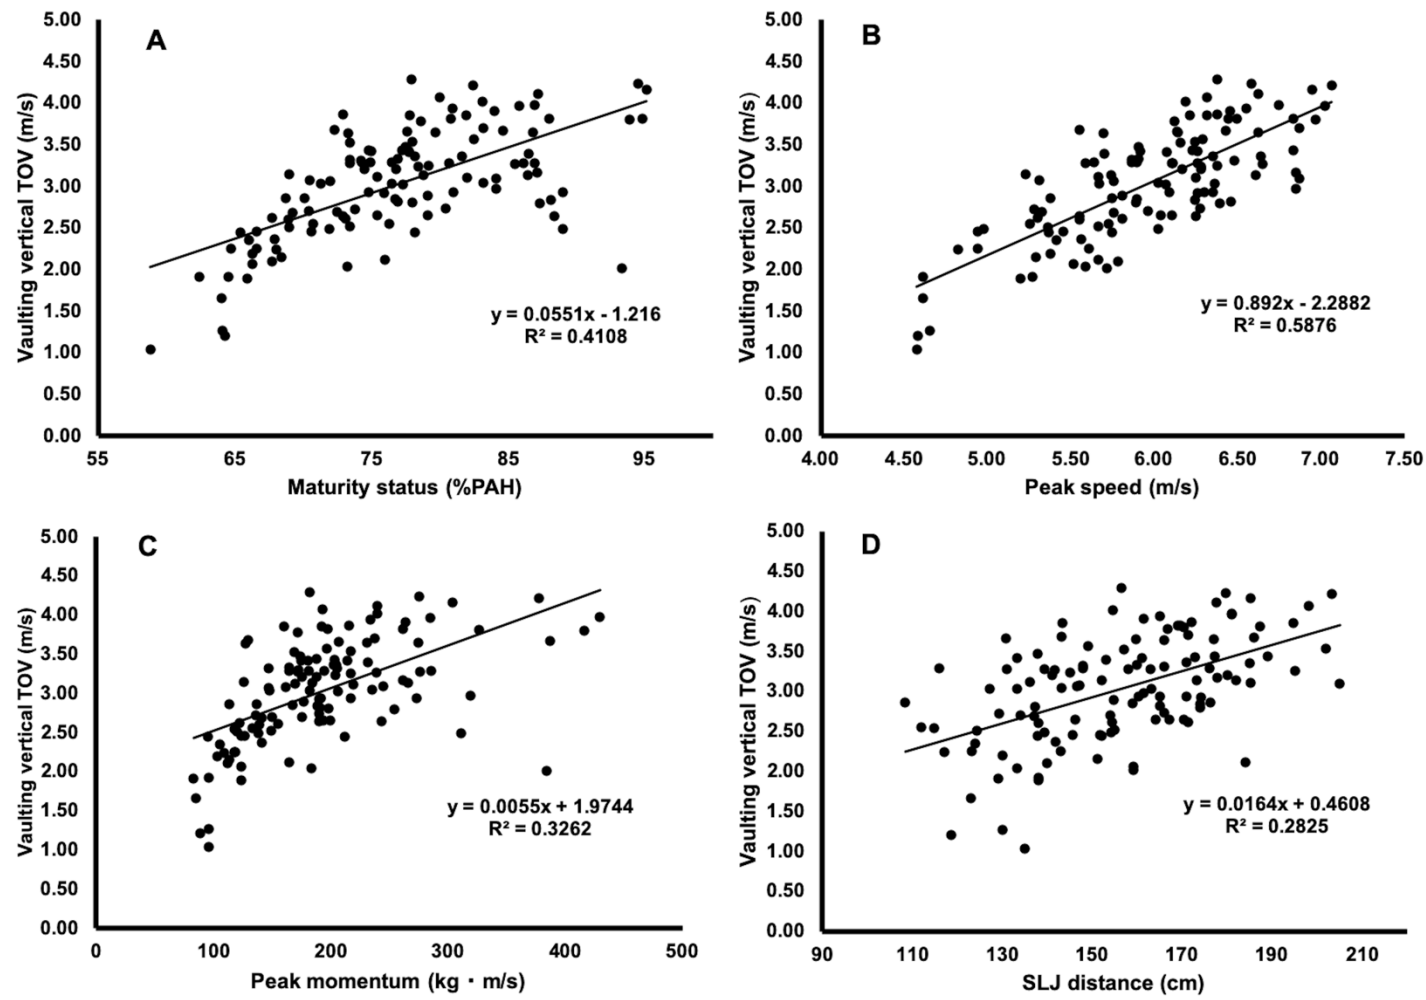 A
Vaulting vertical TOV (m/s)
5.00
4.50
4.00
3.50
3.00
2.50
2.00
1.50
1.00
0.50
0.00
y = 0.0551x - 1.216
R² = 0.4108
55 65 75 85 95
Maturity status (%PAH)
B
Vaulting vertical TOV (m/s)
5.00
4.50
4.00
3.50
3.00
2.50
2.00
1.50
1.00
0.50
0.00
y = 0.892x - 2.2882
R² = 0.5876
4.00 4.50 5.00 5.50 6.00 6.50 7.00 7.50
Peak speed (m/s)
C
Vaulting vertical TOV (m/s)
5.00
4.50
4.00
3.50
3.00
2.50
2.00
1.50
1.00
0.50
0.00
y = 0.0055x + 1.9744
R² = 0.3262
0 100 200 300 400 500
Peak momentum (kg・m/s)
D
Vaulting vertical TOV (m/s)
5.00
4.50
4.00
3.50
3.00
2.50
2.00
1.50
1.00
0.50
0.00
y = 0.0164x + 0.4608
R² = 0.2825
90 110 130 150 170 190 210
SLJ distance (cm)